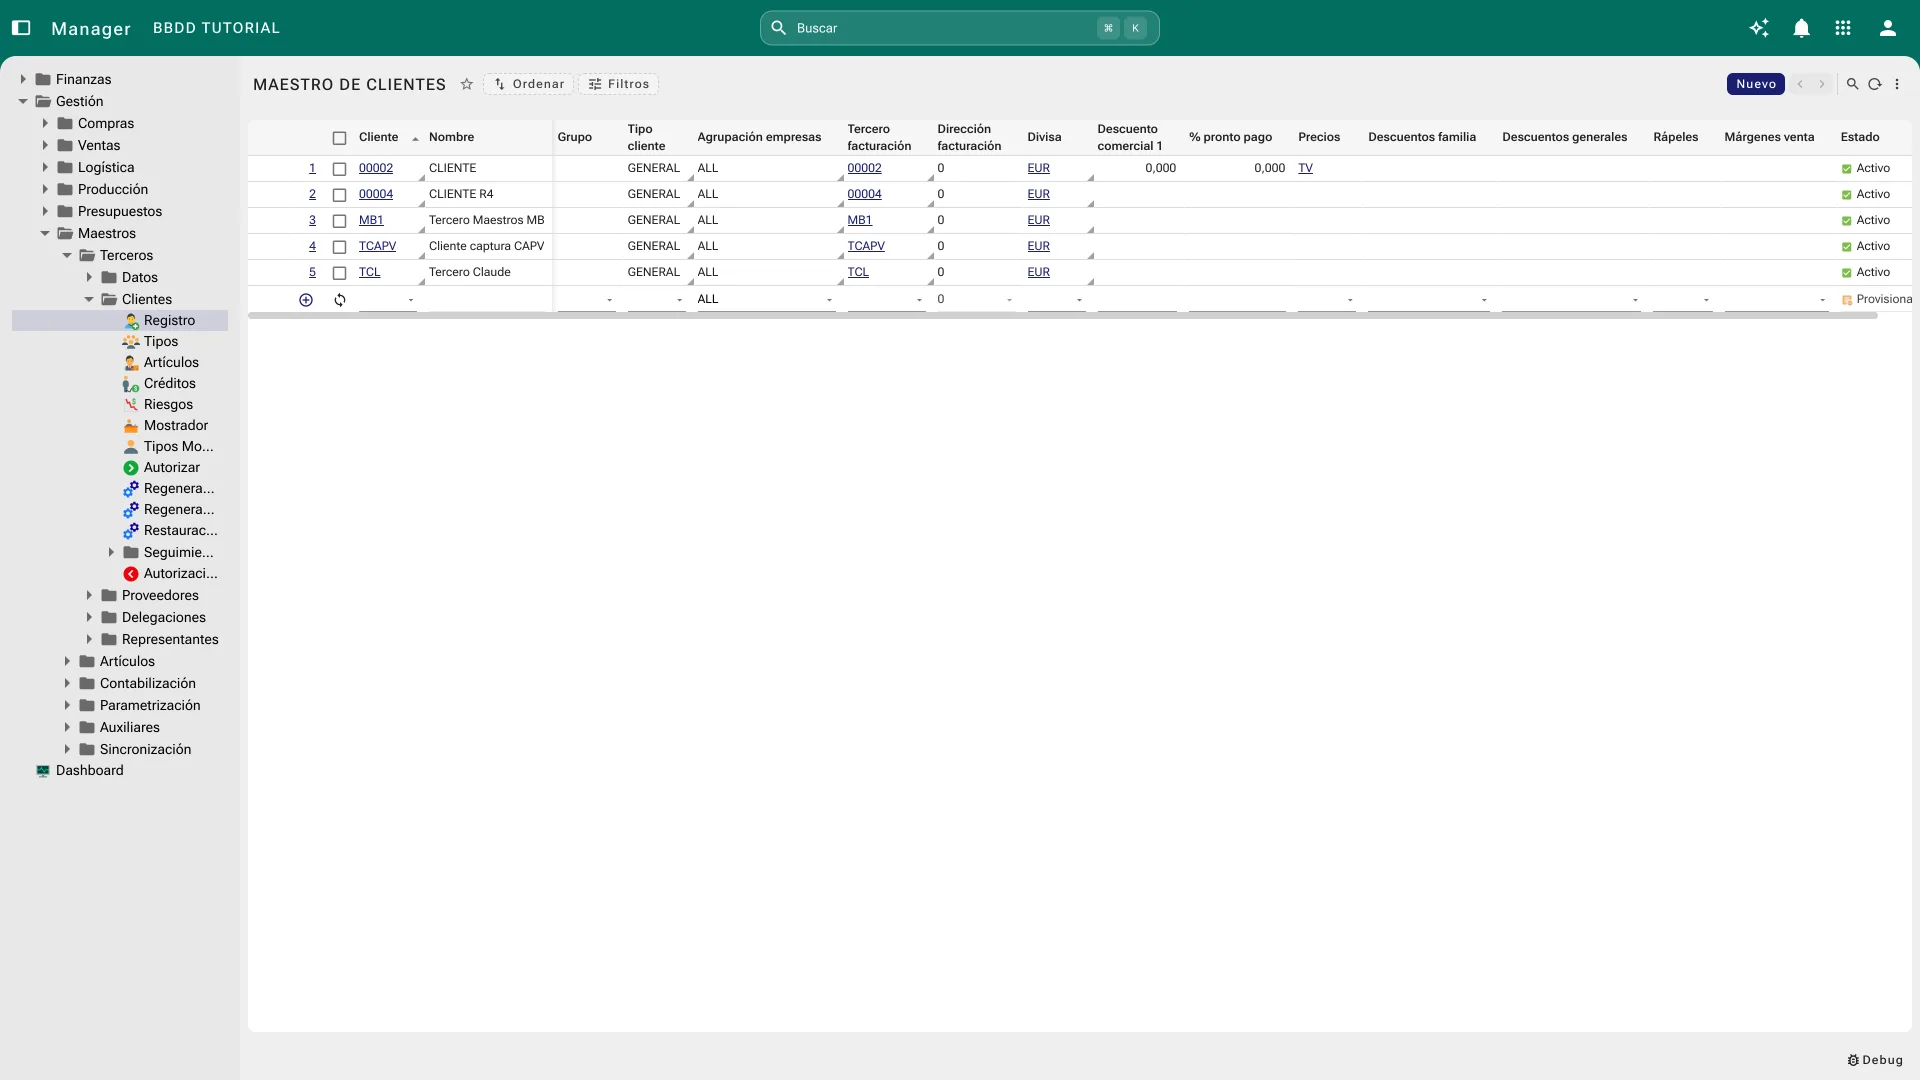 Manager BBDD TUTORIAL
Buscar ⌘ K
Finanzas
Gestión
Compras
Ventas
Logística
Producción
Presupuestos
Maestros
Terceros
Datos
Clientes
Registro
Tipos
Artículos
Créditos
Riesgos
Mostrador
Tipos Mo...
Autorizar
Regenera...
Regenera...
Restaurac...
Seguimie...
Autorizaci...
Proveedores
Delegaciones
Representantes
Artículos
Contabilización
Parametrización
Auxiliares
Sincronización
Dashboard
MAESTRO DE CLIENTES Ordenar Filtros Nuevo
Cliente Nombre Grupo Tipo cliente Agrupación empresas Tercero facturación Dirección facturación Divisa Descuento comercial 1 % pronto pago Precios Descuentos familia Descuentos generales Rápeles Márgenes venta Estado
1 00002 CLIENTE GENERAL ALL 00002 0 EUR 0,000 0,000 TV Activo
2 00004 CLIENTE R4 GENERAL ALL 00004 0 EUR Activo
3 MB1 Tercero Maestros MB GENERAL ALL MB1 0 EUR Activo
4 TCAPV Cliente captura CAPV GENERAL ALL TCAPV 0 EUR Activo
5 TCL Tercero Claude GENERAL ALL TCL 0 EUR Activo
ALL 0 Provisiona
Debug